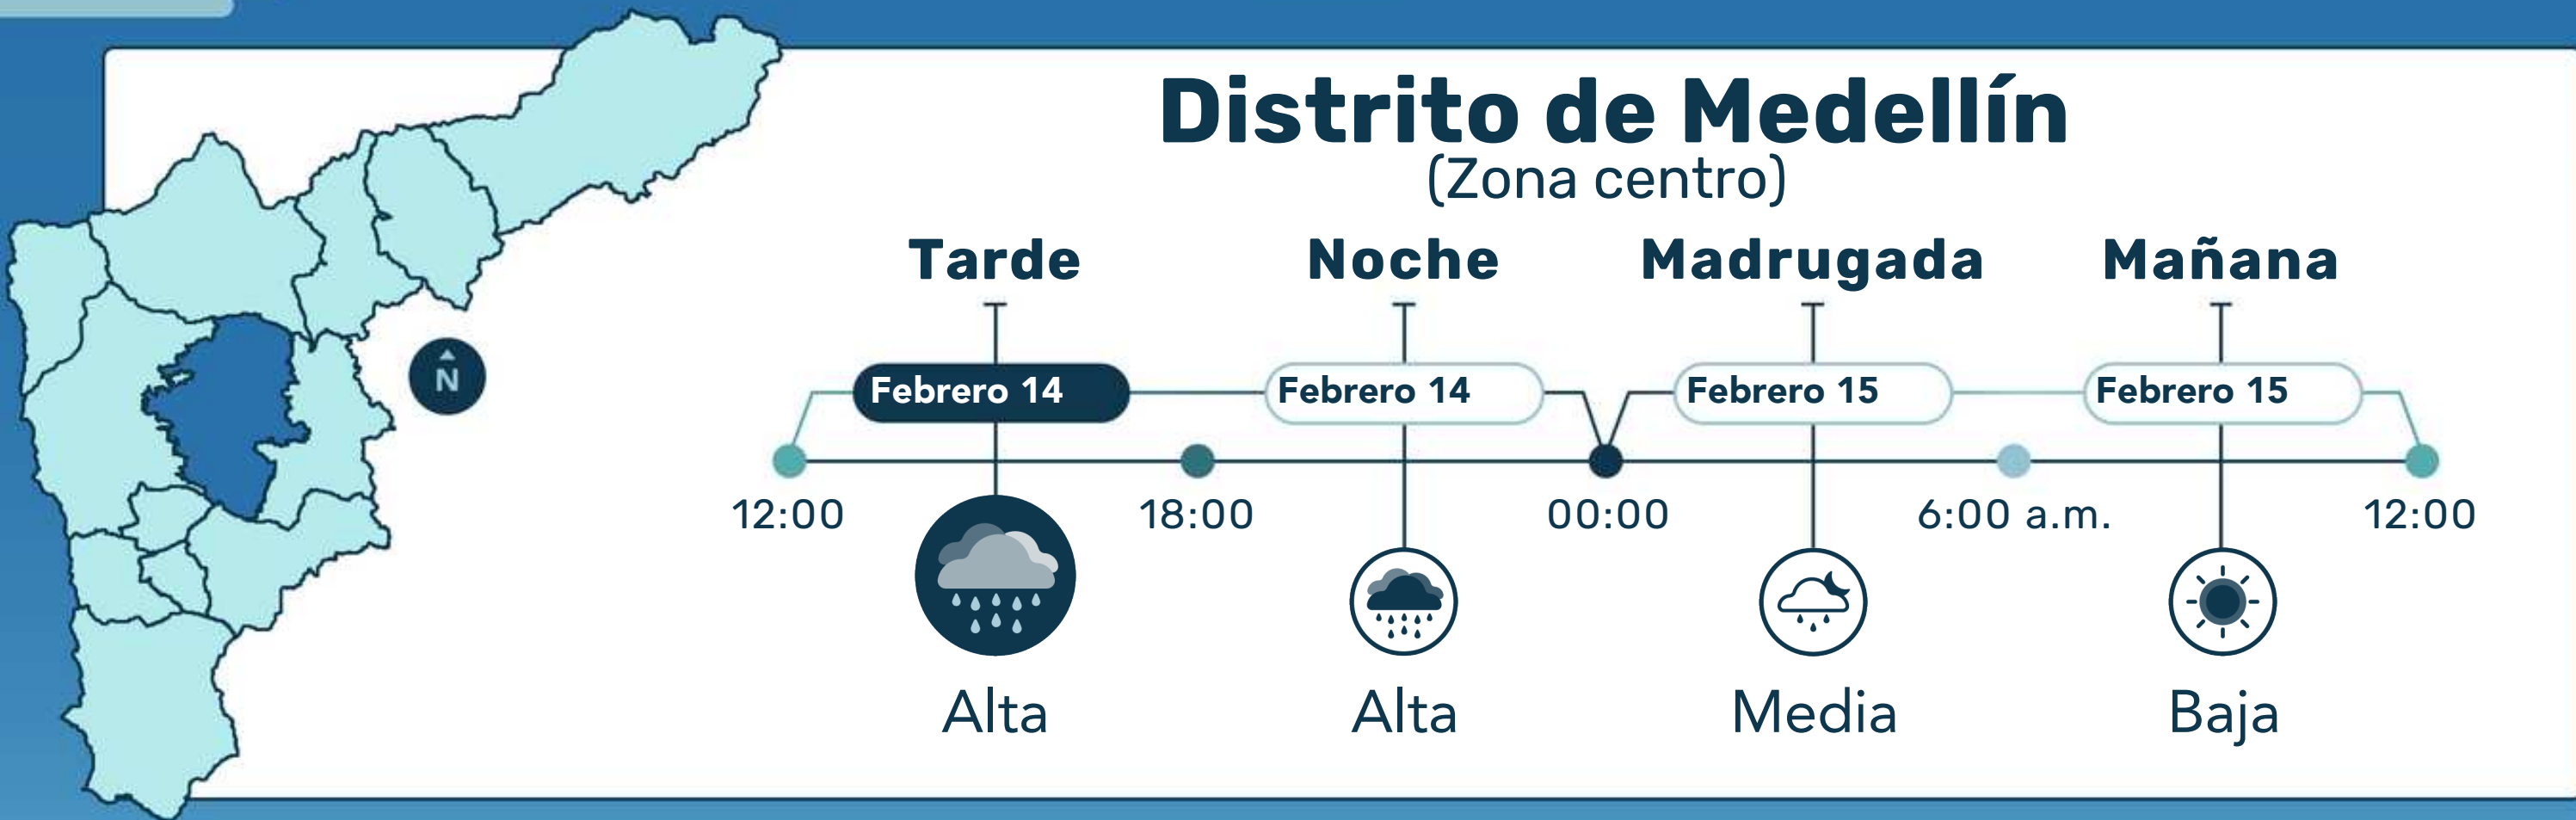 Distrito de Medellín
(Zona centro)
Tarde Noche Madrugada Mañana
N
Febrero 14 Febrero 14 Febrero 15 Febrero 15
12:00 18:00 00:00 6:00 a.m. 12:00
Alta Alta Media Baja